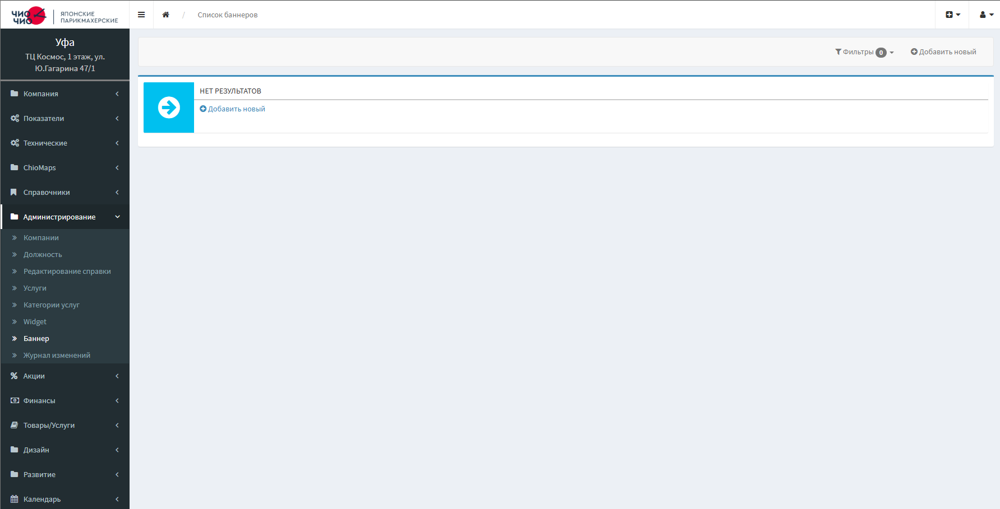 ЧИО ЧИО
ЯПОНСКИЕ
ПАРИКМАХЕРСКИЕ
/
Список баннеров
Уфа
ТЦ Космос, 1 этаж, ул.
Ю.Гагарина 47/1
Фильтры 0
Добавить новый
НЕТ РЕЗУЛЬТАТОВ
Добавить новый
Компания
Показатели
Технические
ChioMaps
Справочники
Администрирование
Компании
Должность
Редактирование справки
Услуги
Категории услуг
Widget
Баннер
Журнал изменений
Акции
Финансы
Товары/Услуги
Дизайн
Развитие
Календарь